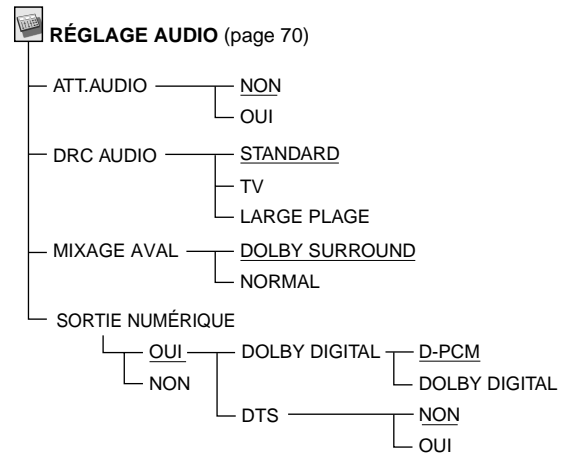 RÉGLAGE AUDIO (page 70)
ATT.AUDIO NON
OUI
DRC AUDIO STANDARD
TV
LARGE PLAGE
MIXAGE AVAL DOLBY SURROUND
NORMAL
SORTIE NUMÉRIQUE
OUI DOLBY DIGITAL D-PCM
NON DOLBY DIGITAL
DTS NON
OUI